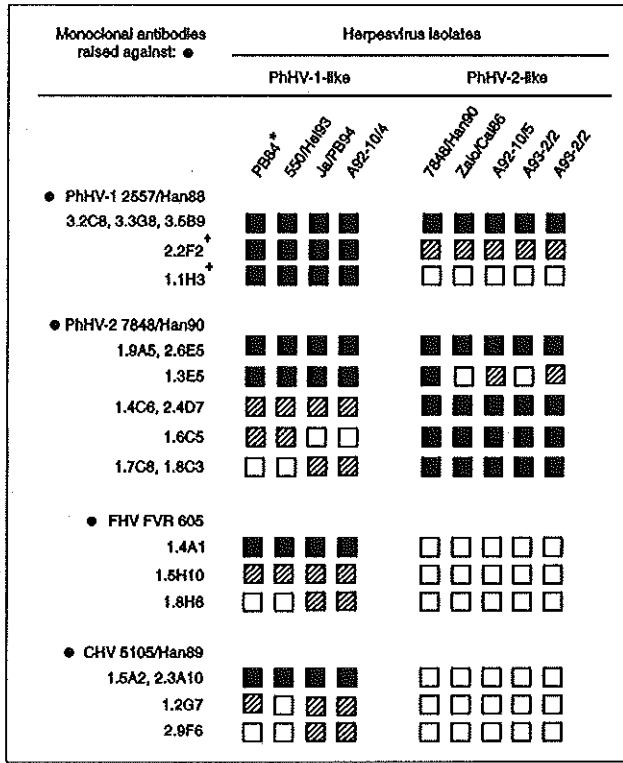 Monoclonal antibodies Herpesvirus isolates
raised against: ●
PhHV-1-like PhHV-2-like
PB84* 550/Hel93 Ja/PB94 A92-10/4 7848/Han90 Zalo/Cal86 A92-10/5 A93-2/2 A93-2/2
● PhHV-1 2557/Han88
3.2C8, 3.3G8, 3.5B9
2.2F2+
1.1H3+
● PhHV-2 7848/Han90
1.9A5, 2.6E5
1.3E5
1.4C6, 2.4D7
1.6C5
1.7C8, 1.8C3
● FHV FVR 605
1.4A1
1.5H10
1.8H6
● CHV 5105/Han89
1.5A2, 2.3A10
1.2G7
2.9F6